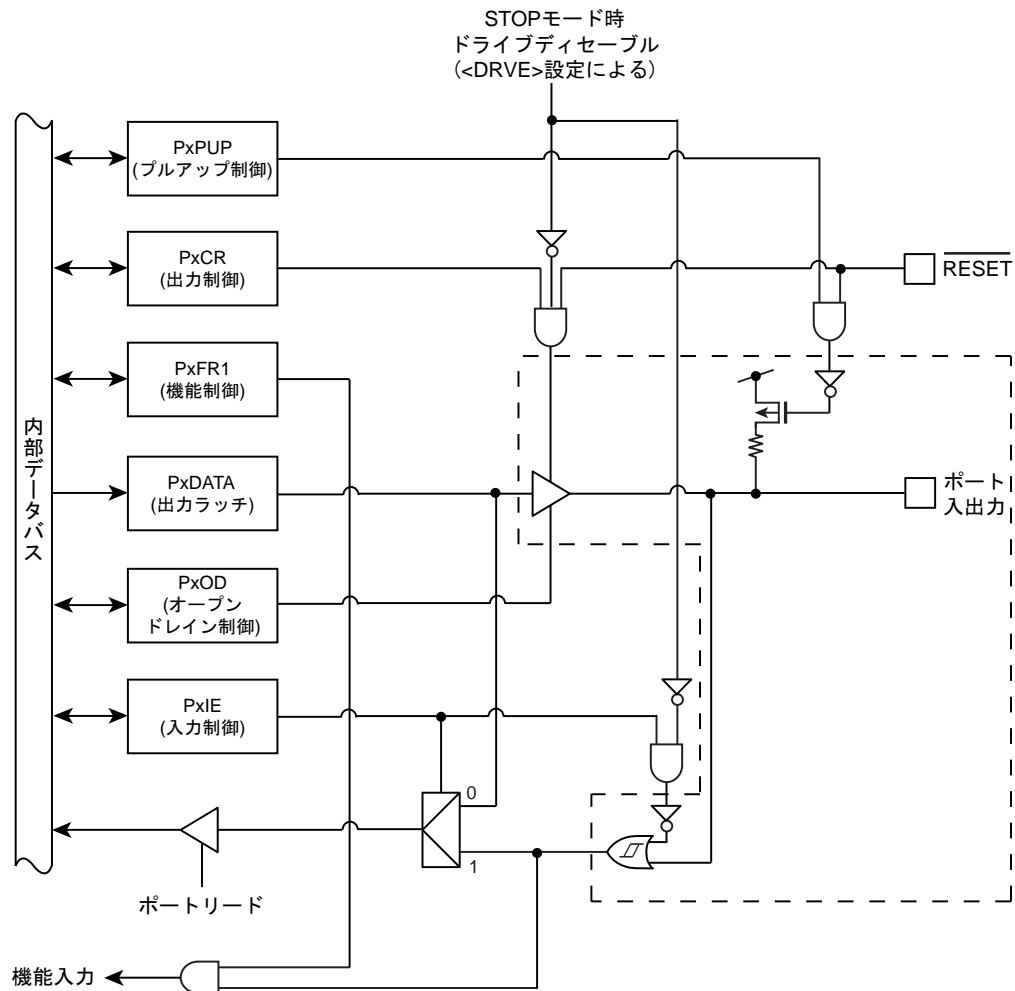 STOPモード時
ドライブディセーブル
(<DRVE>設定による)
PxPUP
(プルアップ制御)
PxCR
(出力制御)
RESET
PxFR1
(機能制御)
内部データバス
PxDATA
(出力ラッチ)
ポート
入出力
PxOD
(オープン
ドレイン制御)
PxIE
(入力制御)
0
1
ポートリード
機能入力